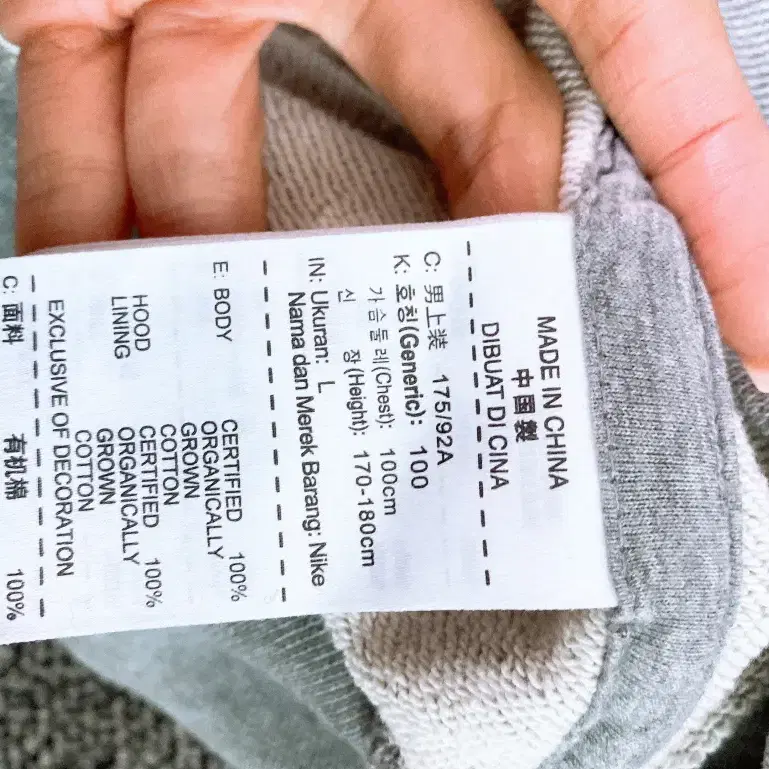 MADE IN CHINA
中国製
DIBUAT DI CINA
C: 男上装 175/92A
K: 호칭(Generic): 100
가슴둘레(Chest): 100cm
신 장(Height): 170-180cm
IN: Ukuran: L
Nama dan Merek Barang: Nike
E: BODY CERTIFIED 100%
ORGANICALLY
GROWN
COTTON
HOOD CERTIFIED 100%
LINING ORGANICALLY
GROWN
COTTON
EXCLUSIVE OF DECORATION
C: 面料 有机棉 100%